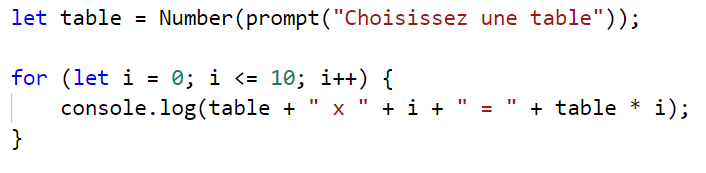 let table = Number(prompt("Choisissez une table"));
for (let i = 0; i <= 10; i++) {
console.log(table + " x " + i + " = " + table * i);
}